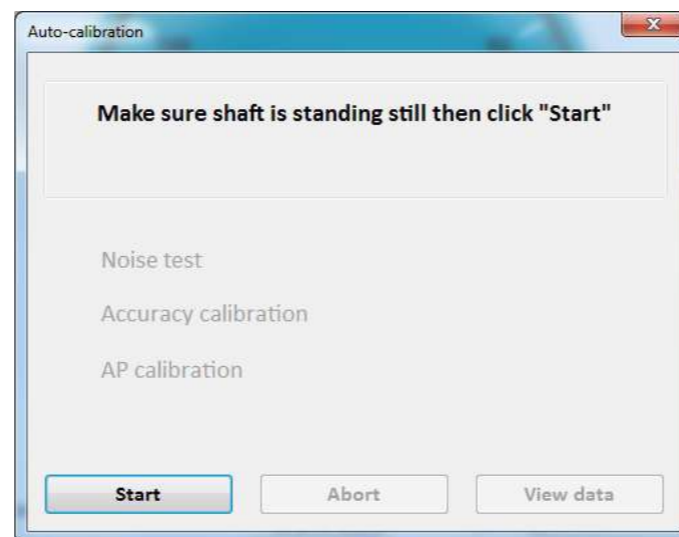 Auto-calibration
Make sure shaft is standing still then click "Start"
Noise test
Accuracy calibration
AP calibration
Start Abort View data